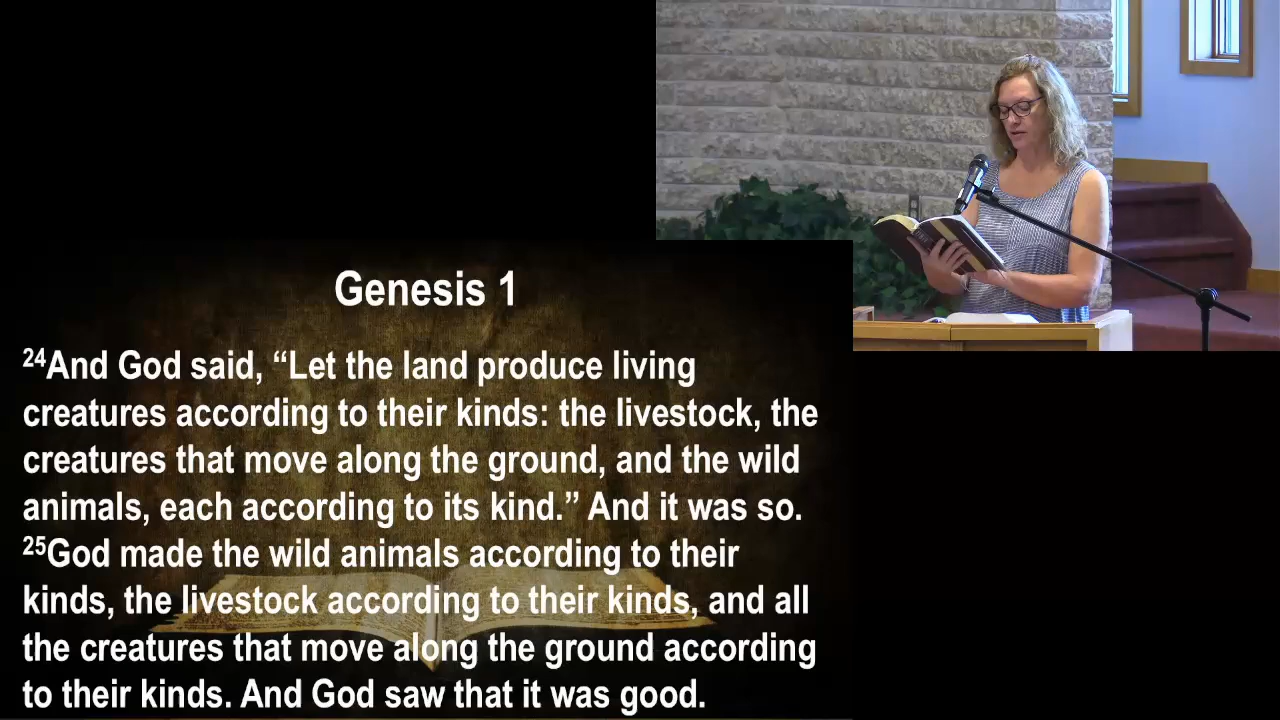 Genesis 1
²⁴And God said, “Let the land produce living
creatures according to their kinds: the livestock, the
creatures that move along the ground, and the wild
animals, each according to its kind.” And it was so.
²⁵God made the wild animals according to their
kinds, the livestock according to their kinds, and all
the creatures that move along the ground according
to their kinds. And God saw that it was good.